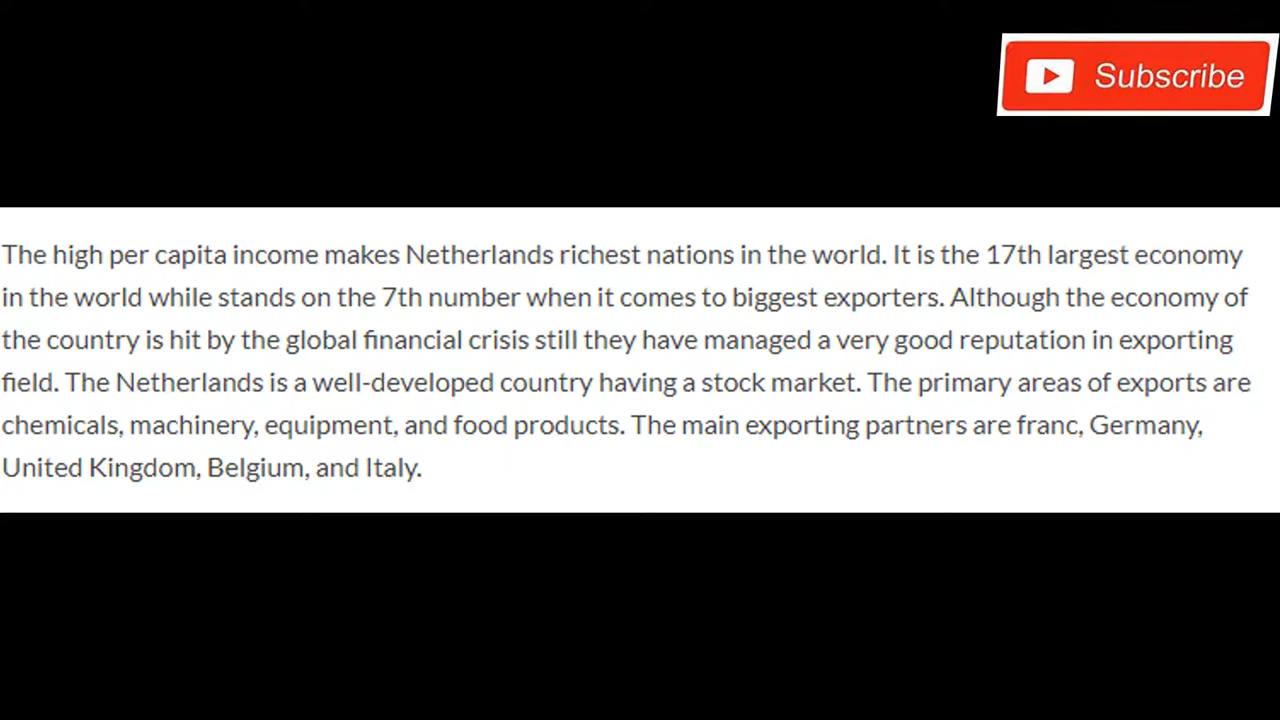 Subscribe
The high per capita income makes Netherlands richest nations in the world. It is the 17th largest economy
in the world while stands on the 7th number when it comes to biggest exporters. Although the economy of
the country is hit by the global financial crisis still they have managed a very good reputation in exporting
field. The Netherlands is a well-developed country having a stock market. The primary areas of exports are
chemicals, machinery, equipment, and food products. The main exporting partners are franc, Germany,
United Kingdom, Belgium, and Italy.